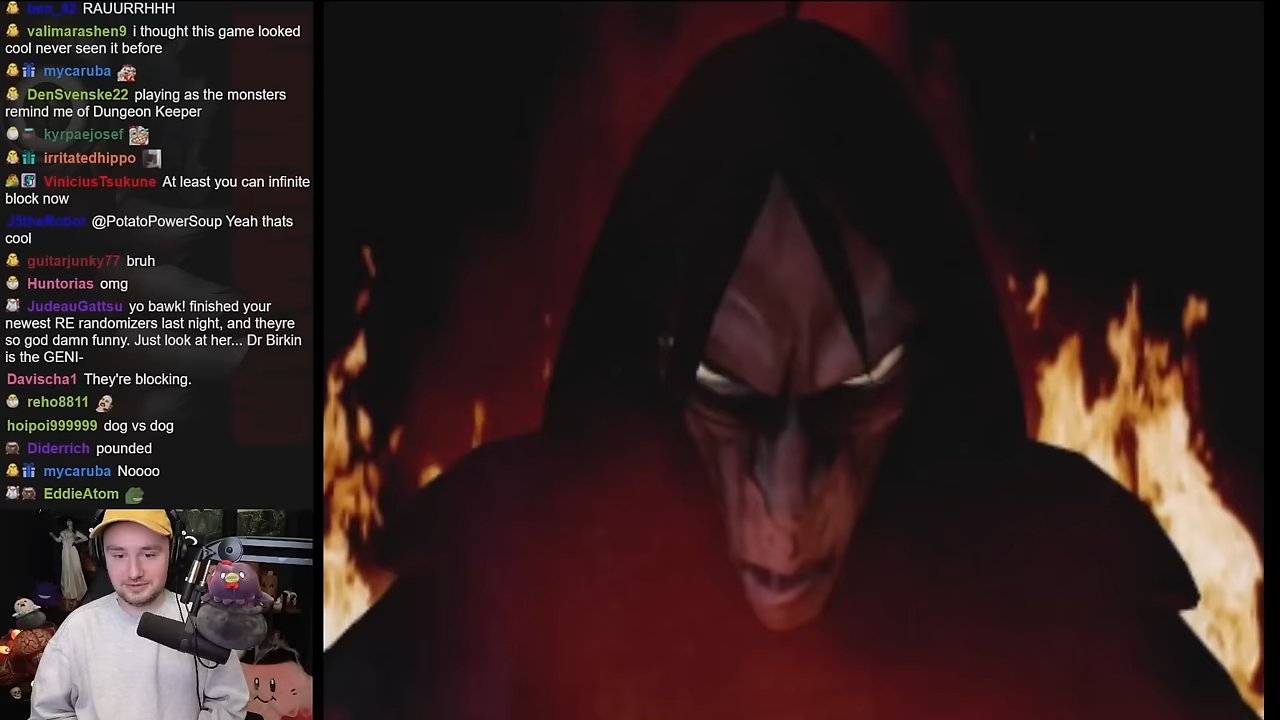 ben_92 RAUURRHHH
valimarashen9 i thought this game looked
cool never seen it before
mycaruba
DenSvenske22 playing as the monsters
remind me of Dungeon Keeper
kyrpaejosef
irritatedhippo
ViniciusTsukune At least you can infinite
block now
J5theRobot @PotatoPowerSoup Yeah thats
cool
guitarjunky77 bruh
Huntorias omg
JudeauGattsu yo bawk! finished your
newest RE randomizers last night, and theyre
so god damn funny. Just look at her... Dr Birkin
is the GENI-
Davischa1 They're blocking.
reho8811
hoipoi999999 dog vs dog
Diderrich pounded
mycaruba Noooo
EddieAtom